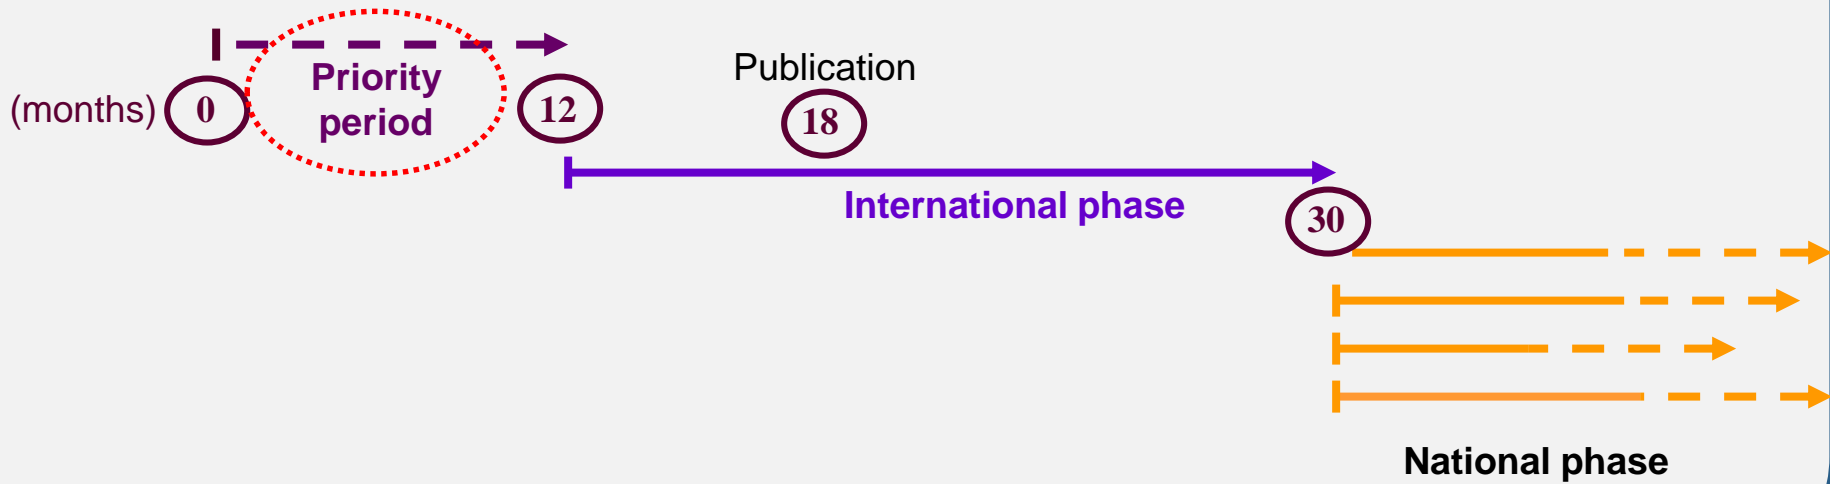 Priority
period
(months)
0
12
Publication
18
International phase
30
National phase